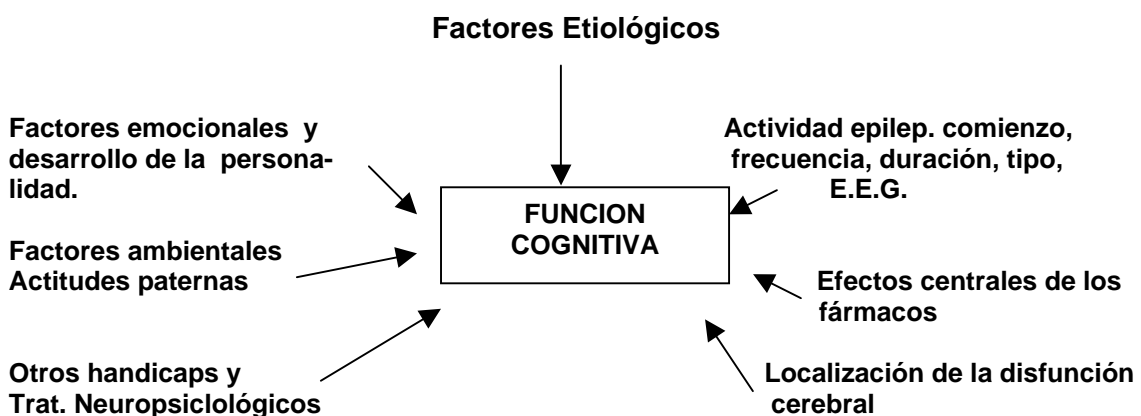 Factores Etiológicos
Factores emocionales y
desarrollo de la persona-
lidad.
Actividad epilep. comienzo,
frecuencia, duración, tipo,
E.E.G.
FUNCION
COGNITIVA
Factores ambientales
Actitudes paternas
Efectos centrales de los
fármacos
Otros handicaps y
Trat. Neuropsiclológicos
Localización de la disfunción
cerebral